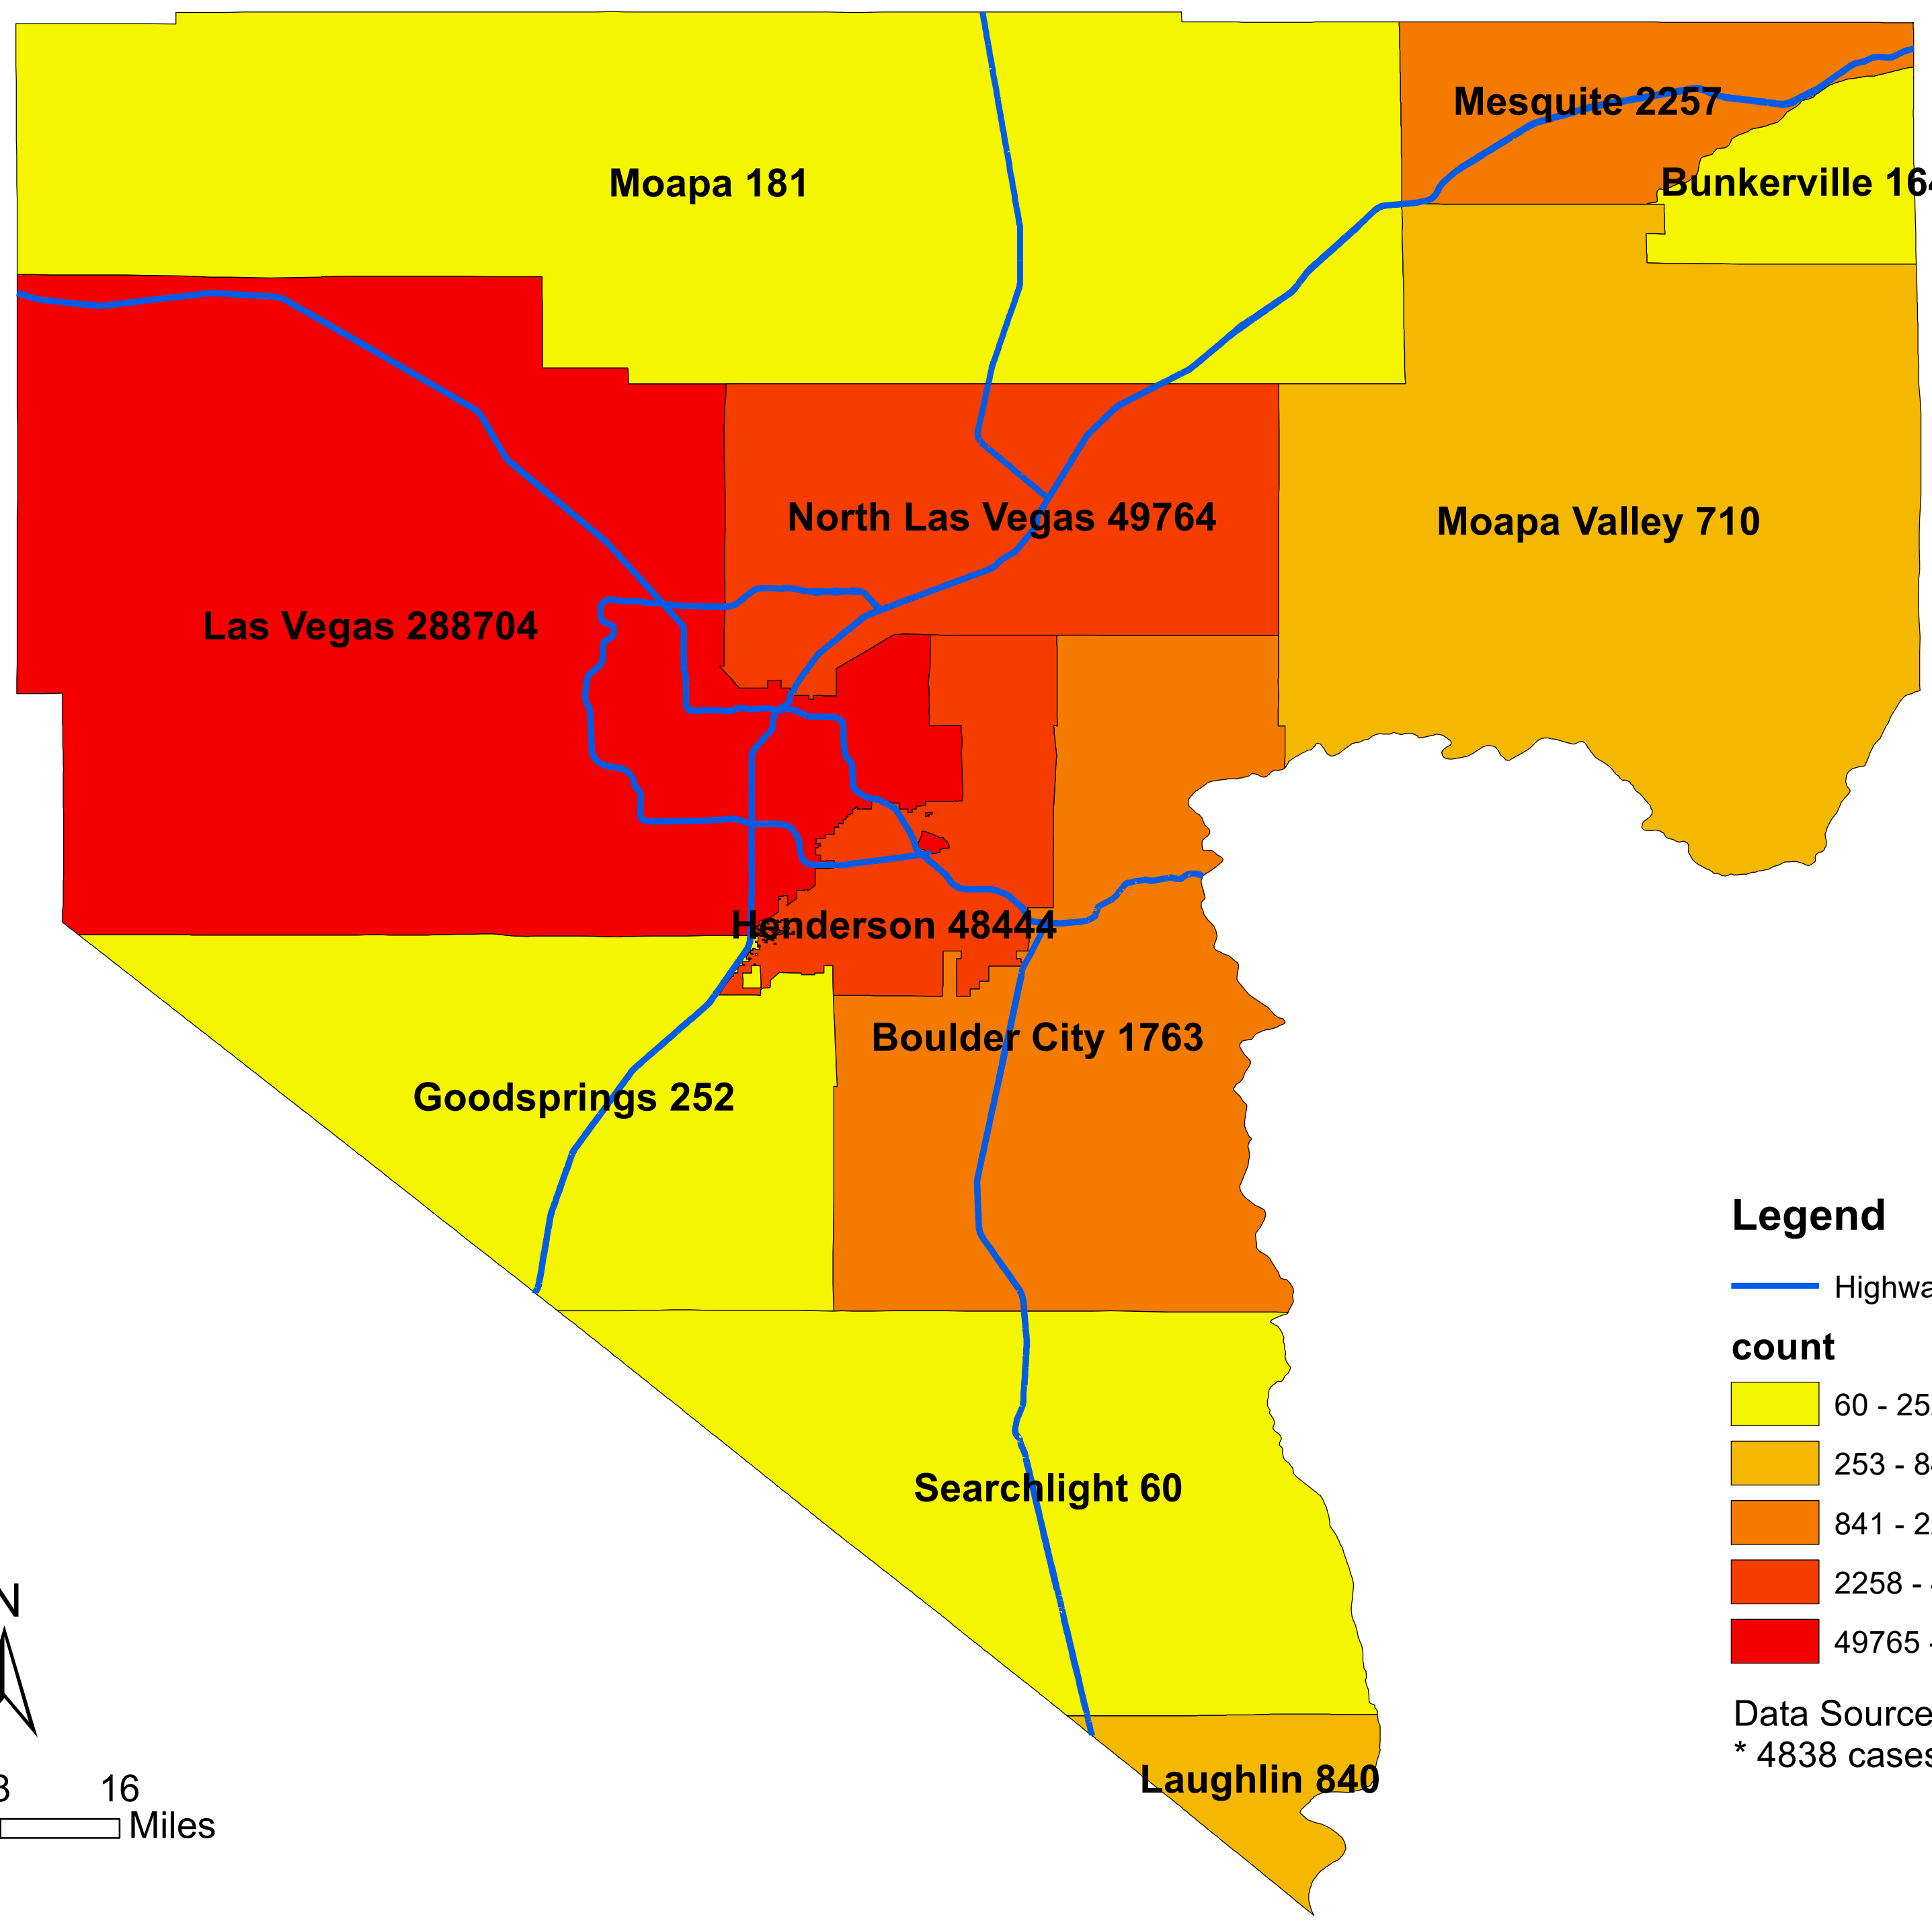 Mesquite 2257
Moapa 181
Bunkerville 164
North Las Vegas 49764
Moapa Valley 710
Las Vegas 288704
Henderson 48444
Boulder City 1763
Goodsprings 252
Searchlight 60
Laughlin 840
Legend
count
60 - 25
253 - 8
841 - 2
2258 -
49765 -
Data Source
* 4838 cases
N
16
Miles